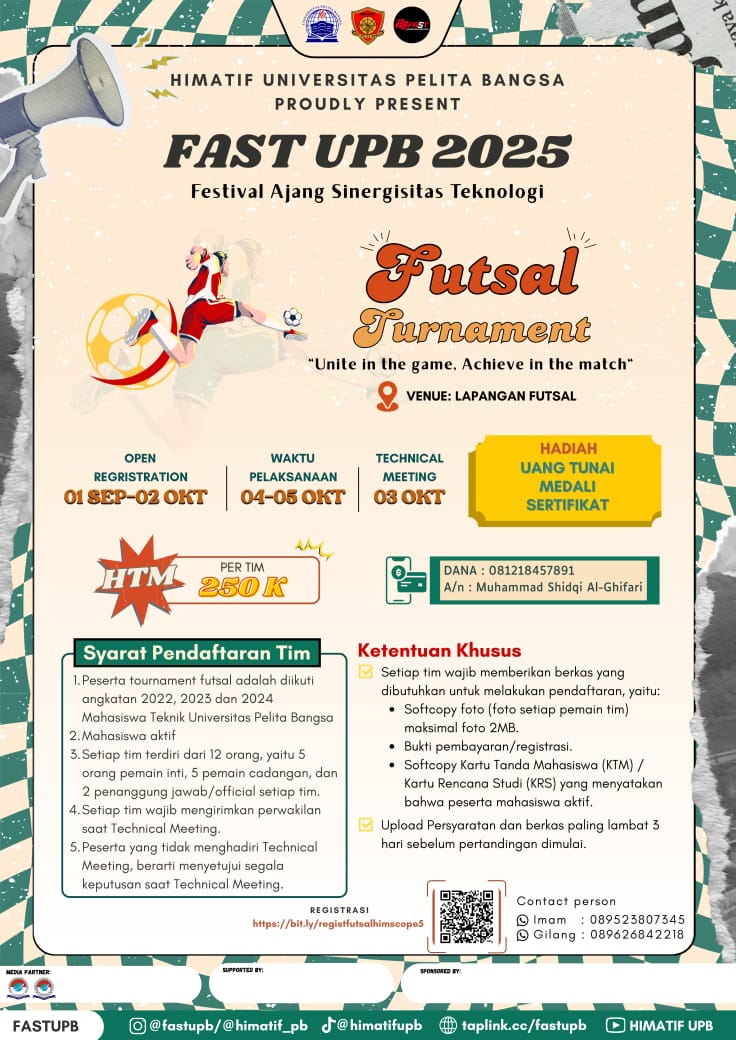 HIMATIF UNIVERSITAS PELITA BANGSA
PROUDLY PRESENT
FAST UPB 2025
Festival Ajang Sinergisitas Teknologi
Futsal
Turnament
"Unite in the game, Achieve in the match"
VENUE: LAPANGAN FUTSAL
OPEN
REGRISTRATION
01 SEP-02 OKT
WAKTU
PELAKSANAAN
04-05 OKT
TECHNICAL
MEETING
03 OKT
HADIAH
UANG TUNAI
MEDALI
SERTIFIKAT
HTM
PER TIM
250 K
DANA : 081218457891
A/n : Muhammad Shidqi Al-Ghifari
Syarat Pendaftaran Tim
1. Peserta tournament futsal adalah diikuti
angkatan 2022, 2023 dan 2024
Mahasiswa Teknik Universitas Pelita Bangsa
2. Mahasiswa aktif
3. Setiap tim terdiri dari 12 orang, yaitu 5
orang pemain inti, 5 pemain cadangan, dan
2 penanggung jawab/official setiap tim.
4. Setiap tim wajib mengirimkan perwakilan
saat Technical Meeting.
5. Peserta yang tidak menghadiri Technical
Meeting, berarti menyetujui segala
keputusan saat Technical Meeting.
Ketentuan Khusus
Setiap tim wajib memberikan berkas yang
dibutuhkan untuk melakukan pendaftaran, yaitu:
• Softcopy foto (foto setiap pemain tim)
maksimal foto 2MB.
• Bukti pembayaran/registrasi.
• Softcopy Kartu Tanda Mahasiswa (KTM) /
Kartu Rencana Studi (KRS) yang menyatakan
bahwa peserta mahasiswa aktif.
Upload Persyaratan dan berkas paling lambat 3
hari sebelum pertandingan dimulai.
REGISTRASI
https://bit.ly/registfutsalhimscope5
Contact person
Imam : 089523807345
Gilang : 089626842218
MEDIA PARTNER:
SUPPORTED BY:
SPONSORED BY:
FASTUPB
@fastupb/@himatif_pb
@himatifupb
taplink.cc/fastupb
HIMATIF UPB